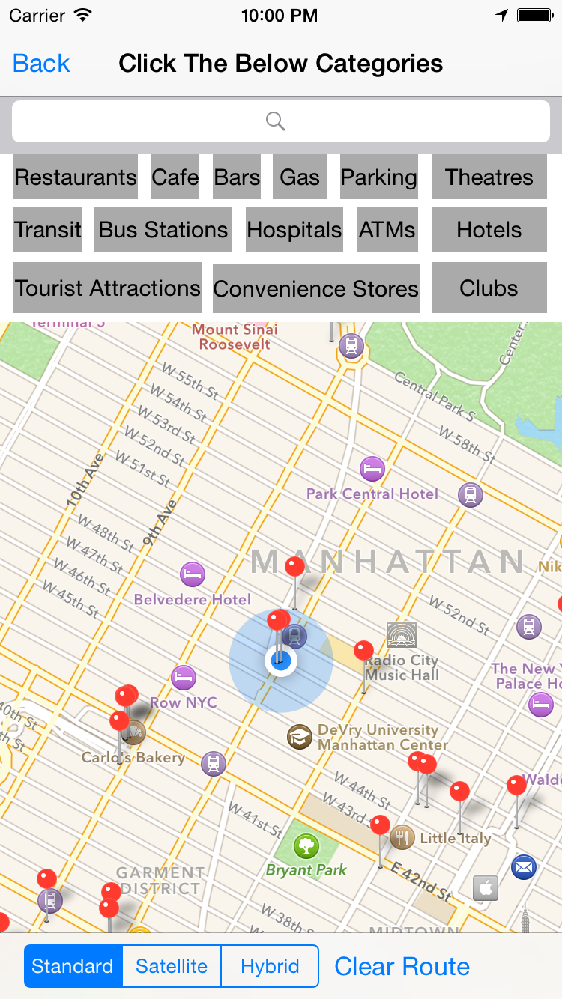 Carrier 10:00 PM
Back Click The Below Categories
Restaurants Cafe Bars Gas Parking Theatres
Transit Bus Stations Hospitals ATMs Hotels
Tourist Attractions Convenience Stores Clubs
Terminal 5
Mount Sinai
Roosevelt
Center
W 55th St
W 54th St
W 53rd St
W 52nd St
W 51st St
Central Park S
W 58th St
10th Ave
9th Ave
Park Central Hotel
W 48th St
W 47th St
W 46th St
W 45th St
MANHATTAN
Nik
Belvedere Hotel
W 52nd St
Radio City
Music Hall
The New Y
Palace Ho
Row NYC
40th St
th St
DeVry University
Manhattan Center
Carlo's Bakery
W 44th St
W 43rd S
Waldo
W 41st St
Little Italy
Bryant Park
E 42nd St
GARMENT
DISTRICT
W 38th St
MIDTOWN
Standard Satellite Hybrid Clear Route